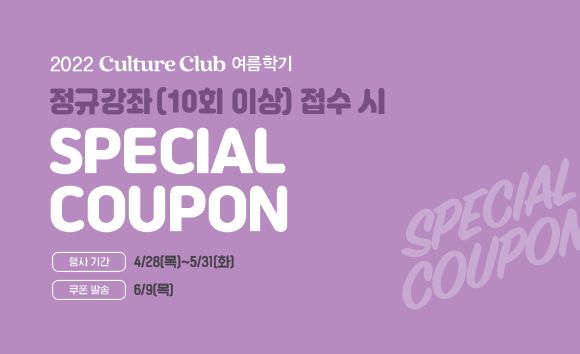 2022 Culture Club 여름학기
정규강좌(10회 이상) 접수 시
SPECIAL
COUPON
행사 기간 4/28(목)~5/31(화)
쿠폰 발송 6/9(목)
SPECIAL
COUPON